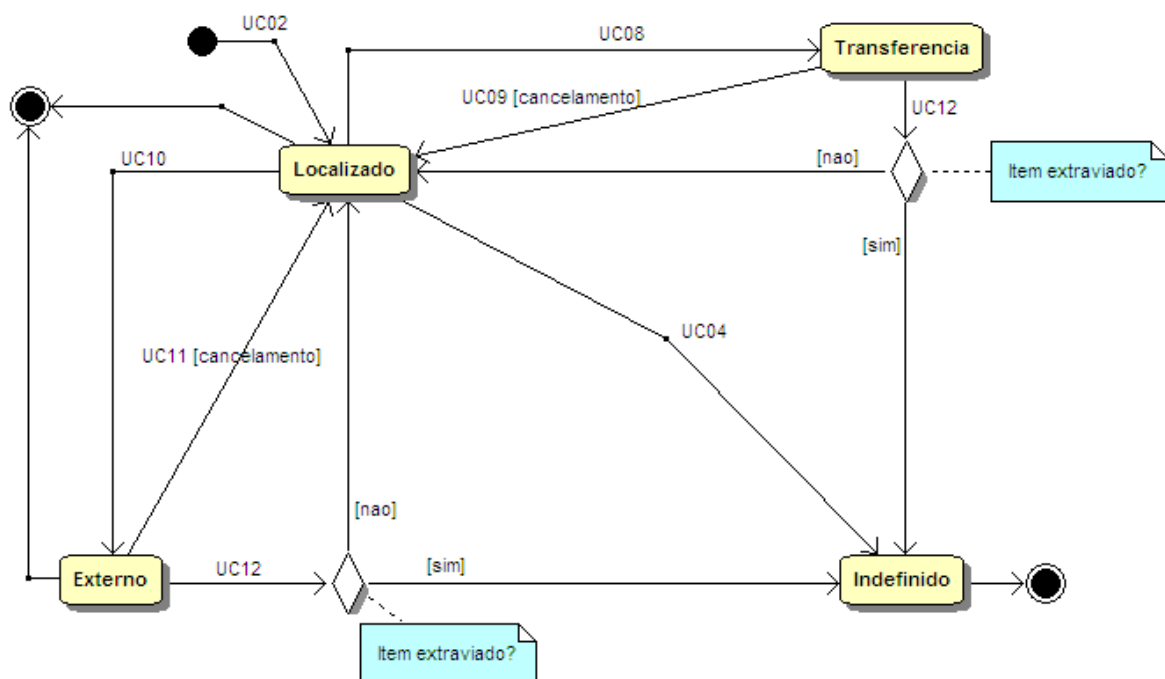 UC02
UC08
Transferencia
UC09 [cancelamento]
UC12
UC10
Localizado
[nao]
Item extraviado?
[sim]
UC04
UC11 [cancelamento]
[nao]
Externo
UC12
[sim]
Indefinido
Item extraviado?